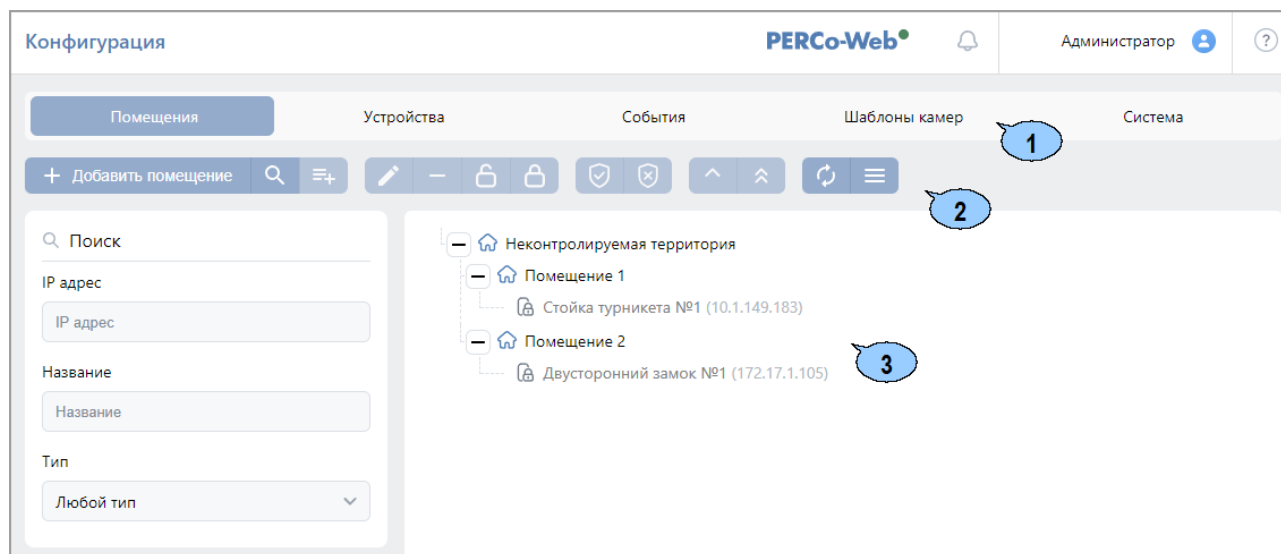 Конфигурация
PERCo-Web
Администратор
?
Помещения
Устройства
События
Шаблоны камер
Система
1
+ Добавить помещение
2
Поиск
IP адрес
IP адрес
Название
Название
Тип
Любой тип
Неконтролируемая территория
Помещение 1
Стойка турникета №1 (10.1.149.183)
Помещение 2
Двусторонний замок №1 (172.17.1.105)
3